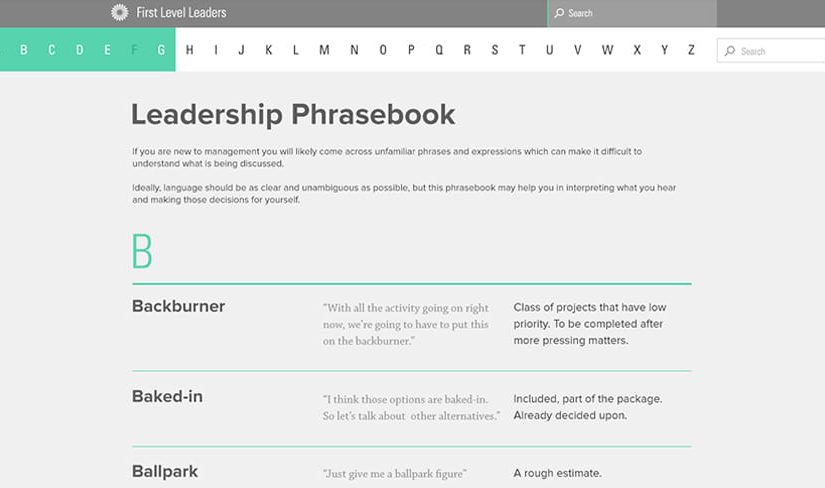 First Level Leaders
Search
B C D E F G H I J K L M N O P Q R S T U V W X Y Z
Search
Leadership Phrasebook
If you are new to management you will likely come across unfamiliar phrases and expressions which can make it difficult to
understand what is being discussed.
Ideally, language should be as clear and unambiguous as possible, but this phrasebook may help you in interpreting what you hear
and making those decisions for yourself.
B
Backburner
“With all the activity going on right
now, we’re going to have to put this
on the backburner.”
Class of projects that have low
priority. To be completed after
more pressing matters.
Baked-in
“I think those options are baked-in.
So let’s talk about other alternatives.”
Included, part of the package.
Already decided upon.
Ballpark
“Just give me a ballpark figure”
A rough estimate.